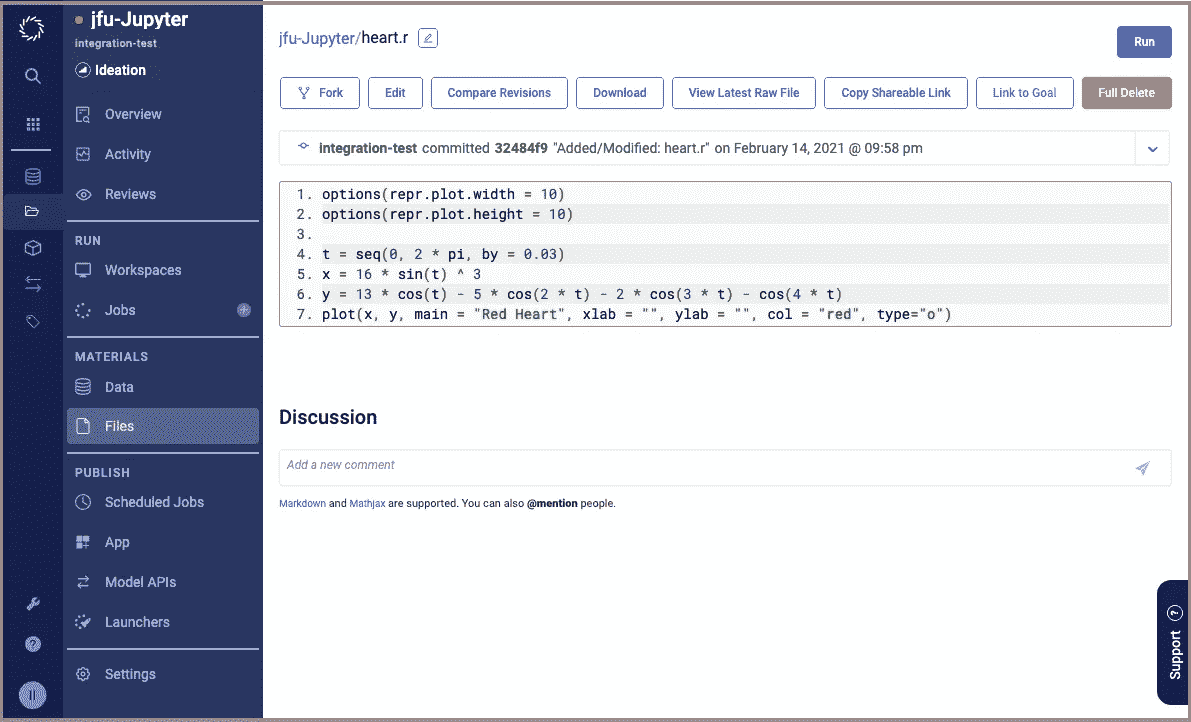 jfu-Jupyter
integration-test
Ideation
Overview
Activity
Reviews
RUN
Workspaces
Jobs
MATERIALS
Data
Files
PUBLISH
Scheduled Jobs
App
Model APIs
Launchers
Settings
jfu-Jupyter/heart.r
Run
Fork Edit Compare Revisions Download View Latest Raw File Copy Shareable Link Link to Goal Full Delete
integration-test committed 32484f9 "Added/Modified: heart.r" on February 14, 2021 @ 09:58 pm
1. options(repr.plot.width = 10)
2. options(repr.plot.height = 10)
3.
4. t = seq(0, 2 * pi, by = 0.03)
5. x = 16 * sin(t) ^ 3
6. y = 13 * cos(t) - 5 * cos(2 * t) - 2 * cos(3 * t) - cos(4 * t)
7. plot(x, y, main = "Red Heart", xlab = "", ylab = "", col = "red", type="o")
Discussion
Add a new comment
Markdown and Mathjax are supported. You can also @mention people.
Support ?